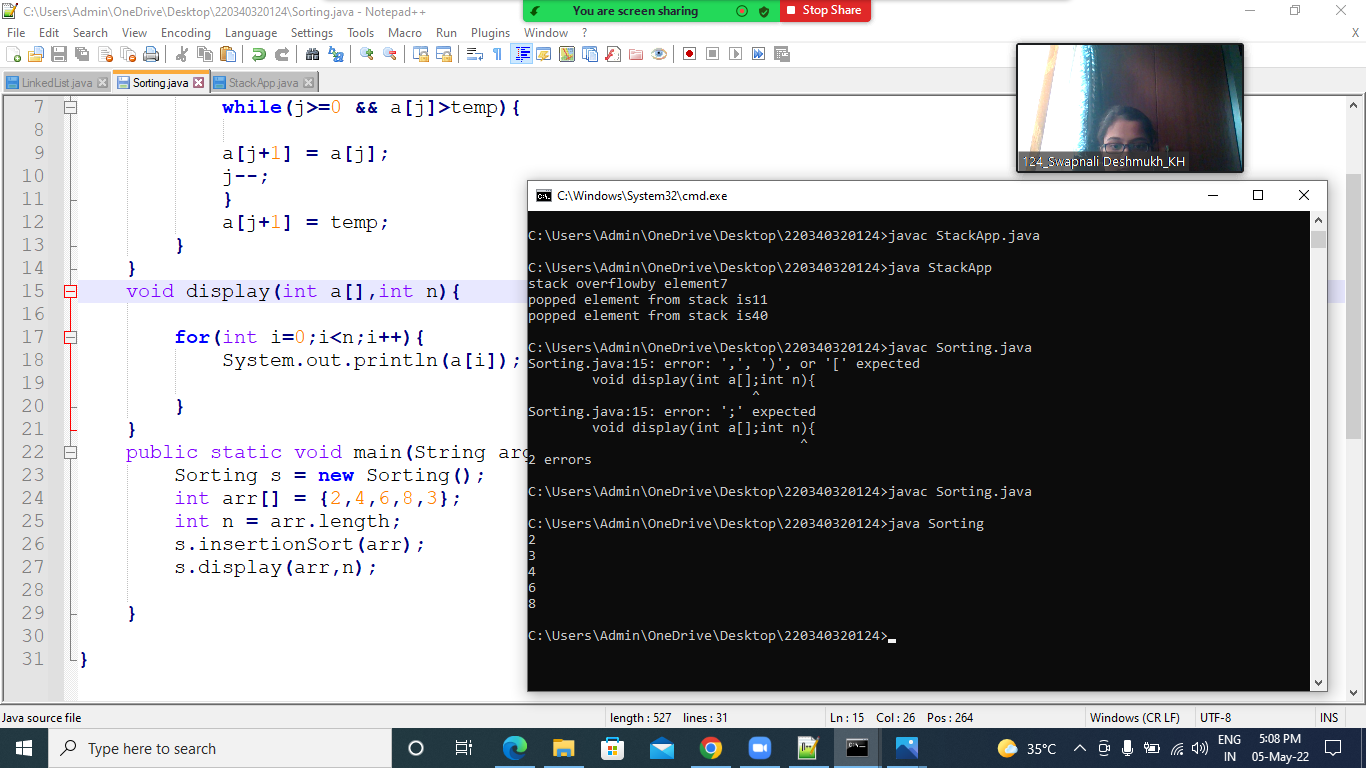 C:\Users\Admin\OneDrive\Desktop\220340320124\Sorting.java - Notepad++
You are screen sharing
Stop Share
File Edit Search View Encoding Language Settings Tools Macro Run Plugins Window ?
X
LinkedList.java Sorting.java StackApp.java
7 while(j>=0 && a[j]>temp){
8
9 a[j+1] = a[j];
10 j--;
11 }
12 a[j+1] = temp;
13 }
14 }
15 void display(int a[],int n){
16
17 for(int i=0;i<n;i++){
18 System.out.println(a[i]);
19
20 }
21 }
22 public static void main(String
23 Sorting s = new Sorting();
24 int arr[] = {2,4,6,8,3};
25 int n = arr.length;
26 s.insertionSort(arr);
27 s.display(arr,n);
28
29 }
30
31 }
124_Swapnali Deshmukh_KH
C:\Windows\System32\cmd.exe
C:\Users\Admin\OneDrive\Desktop\220340320124>javac StackApp.java
C:\Users\Admin\OneDrive\Desktop\220340320124>java StackApp
stack overflowby element7
popped element from stack is11
popped element from stack is40
C:\Users\Admin\OneDrive\Desktop\220340320124>javac Sorting.java
Sorting.java:15: error: ',', ')', or '[' expected
void display(int a[];int n){
^
Sorting.java:15: error: ';' expected
void display(int a[];int n){
^
2 errors
C:\Users\Admin\OneDrive\Desktop\220340320124>javac Sorting.java
C:\Users\Admin\OneDrive\Desktop\220340320124>java Sorting
2
3
4
6
8
C:\Users\Admin\OneDrive\Desktop\220340320124>
Java source file length : 527 lines : 31 Ln : 15 Col : 26 Pos : 264 Windows (CR LF) UTF-8 INS
Type here to search
35°C
ENG
IN
5:08 PM
05-May-22